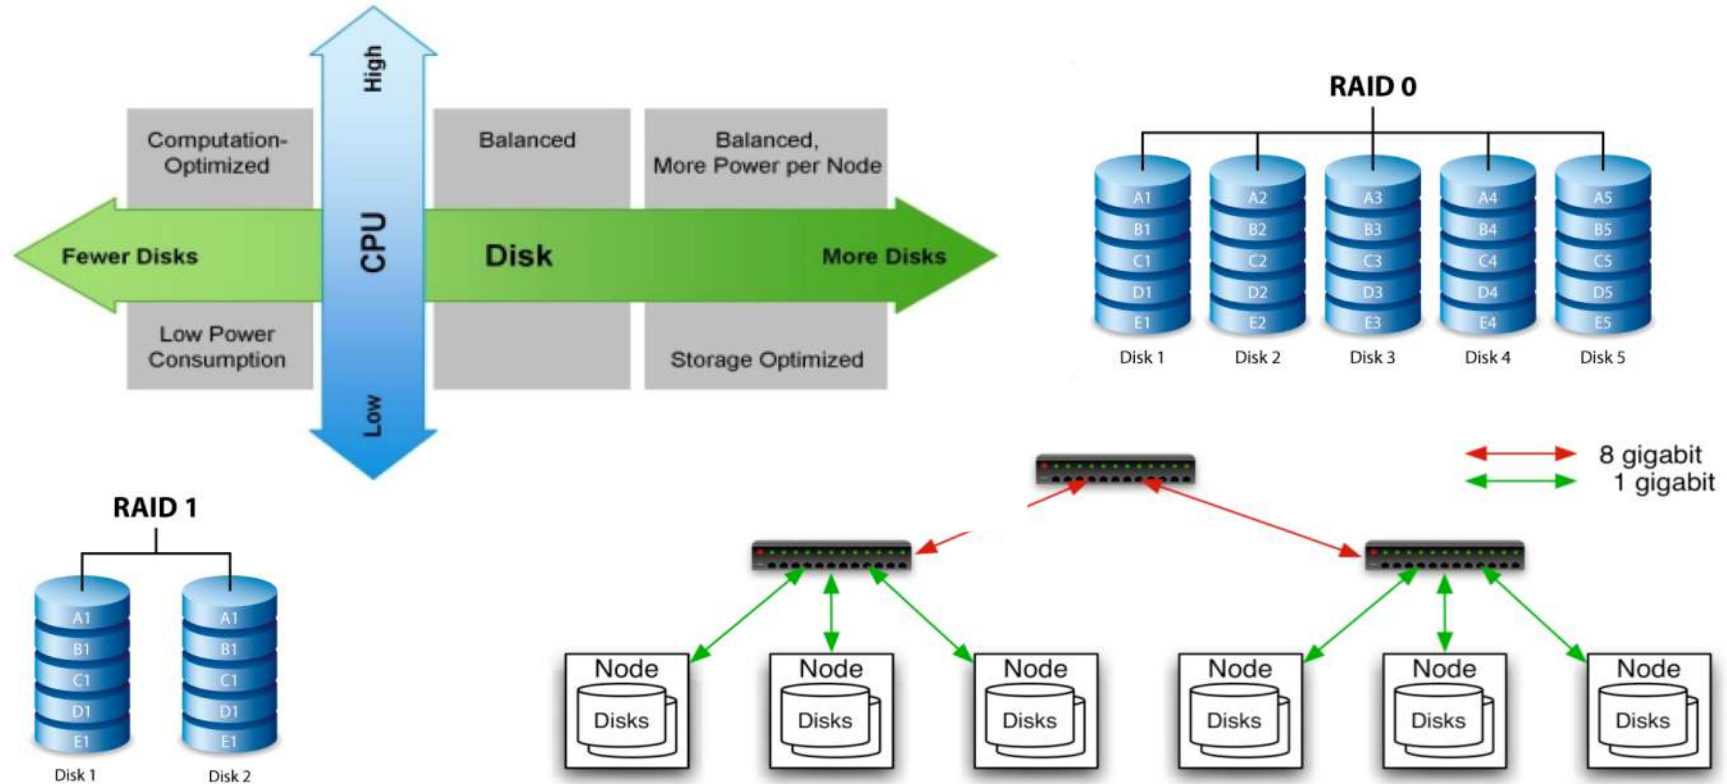 High
Computation-
Optimized
Balanced
Balanced,
More Power per Node
Fewer Disks
CPU
Disk
More Disks
Low Power
Consumption
Storage Optimized
Low
RAID 0
A1 A2 A3 A4 A5
B1 B2 B3 B4 B5
C1 C2 C3 C4 C5
D1 D2 D3 D4 D5
E1 E2 E3 E4 E5
Disk 1 Disk 2 Disk 3 Disk 4 Disk 5
RAID 1
A1 A1
B1 B1
C1 C1
D1 D1
E1 E1
Disk 1 Disk 2
8 gigabit
1 gigabit
Node Node Node Node Node Node
Disks Disks Disks Disks Disks Disks